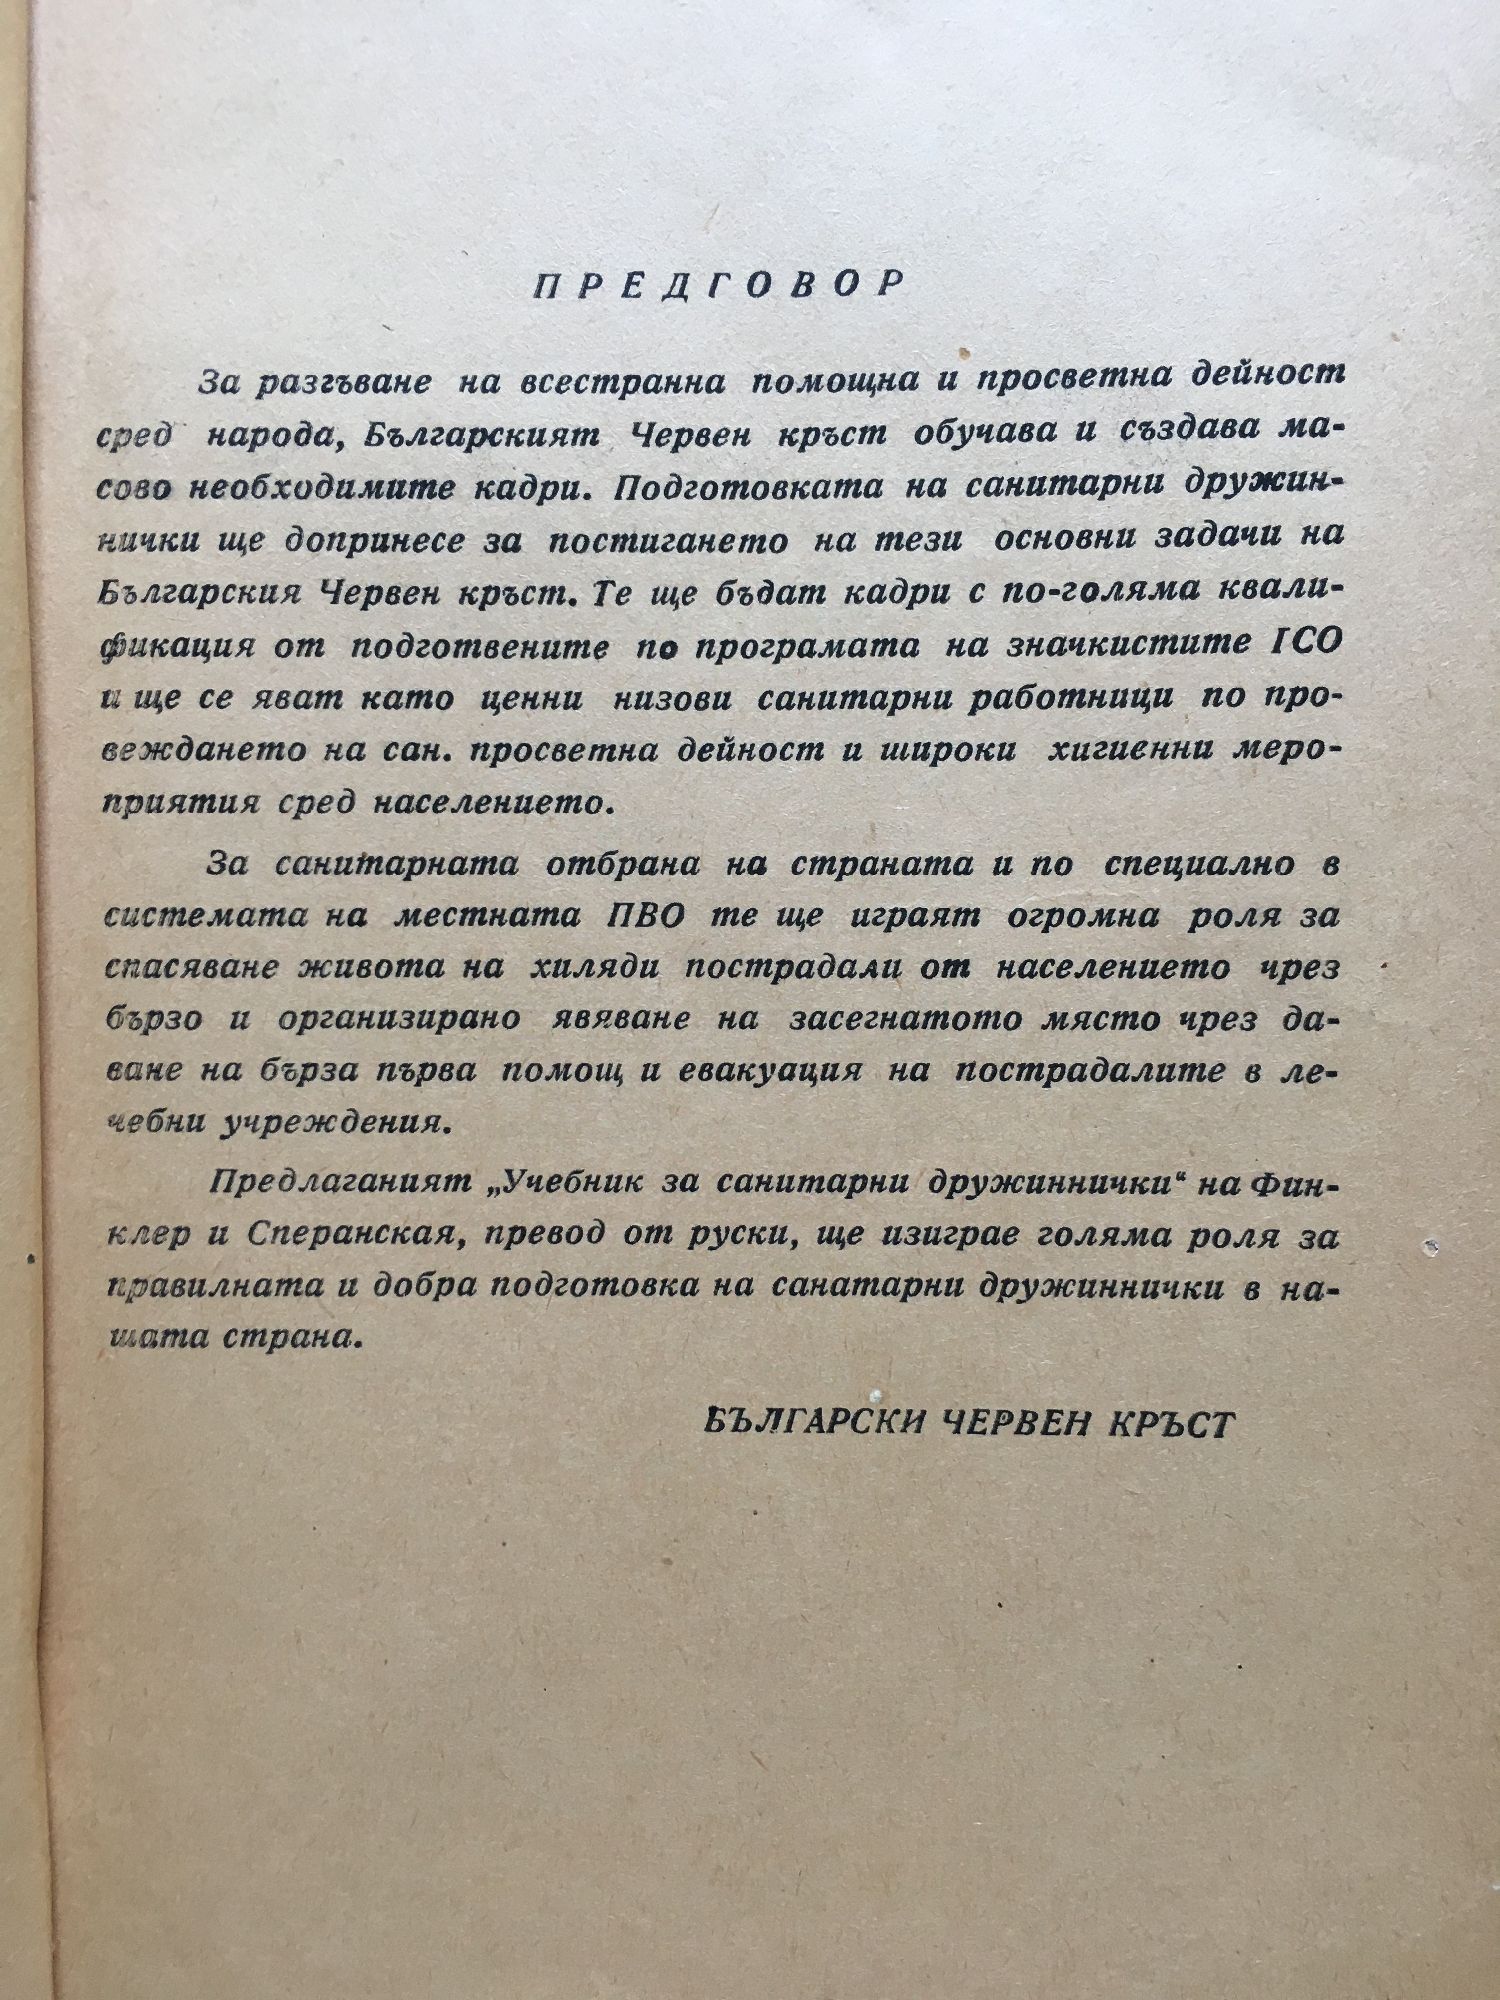 ПРЕДГОВОР
За разгъване на всестранна помощна и просветна дейност
сред народа, Българският Червен кръст обучава и създава ма-
сово необходимите кадри. Подготовката на санитарни дружин-
нички ще допринесе за постигането на тези основни задачи на
Българския Червен кръст. Те ще бъдат кадри с по-голяма квали-
фикация от подготвените по програмата на значкистите ГСО
и ще се яват като ценни низови санитарни работници по про-
веждането на сан. просветна дейност и широки хигиенни меро-
приятия сред населението.
За санитарната отбрана на страната и по специално в
системата на местната ПВО те ще играят огромна роля за
спасяване живота на хиляди пострадали от населението чрез
бързо и организирано явяване на засегнатото място чрез да-
ване на бърза първа помощ и евакуация на пострадалите в ле-
чебни учреждения.
Предлаганият „Учебник за санитарни дружиннички“ на Фин-
клер и Сперанская, превод от руски, ще изиграе голяма роля за
правилната и добра подготовка на санатарни дружиннички в на-
шата страна.
БЪЛГАРСКИ ЧЕРВЕН КРЪСТ